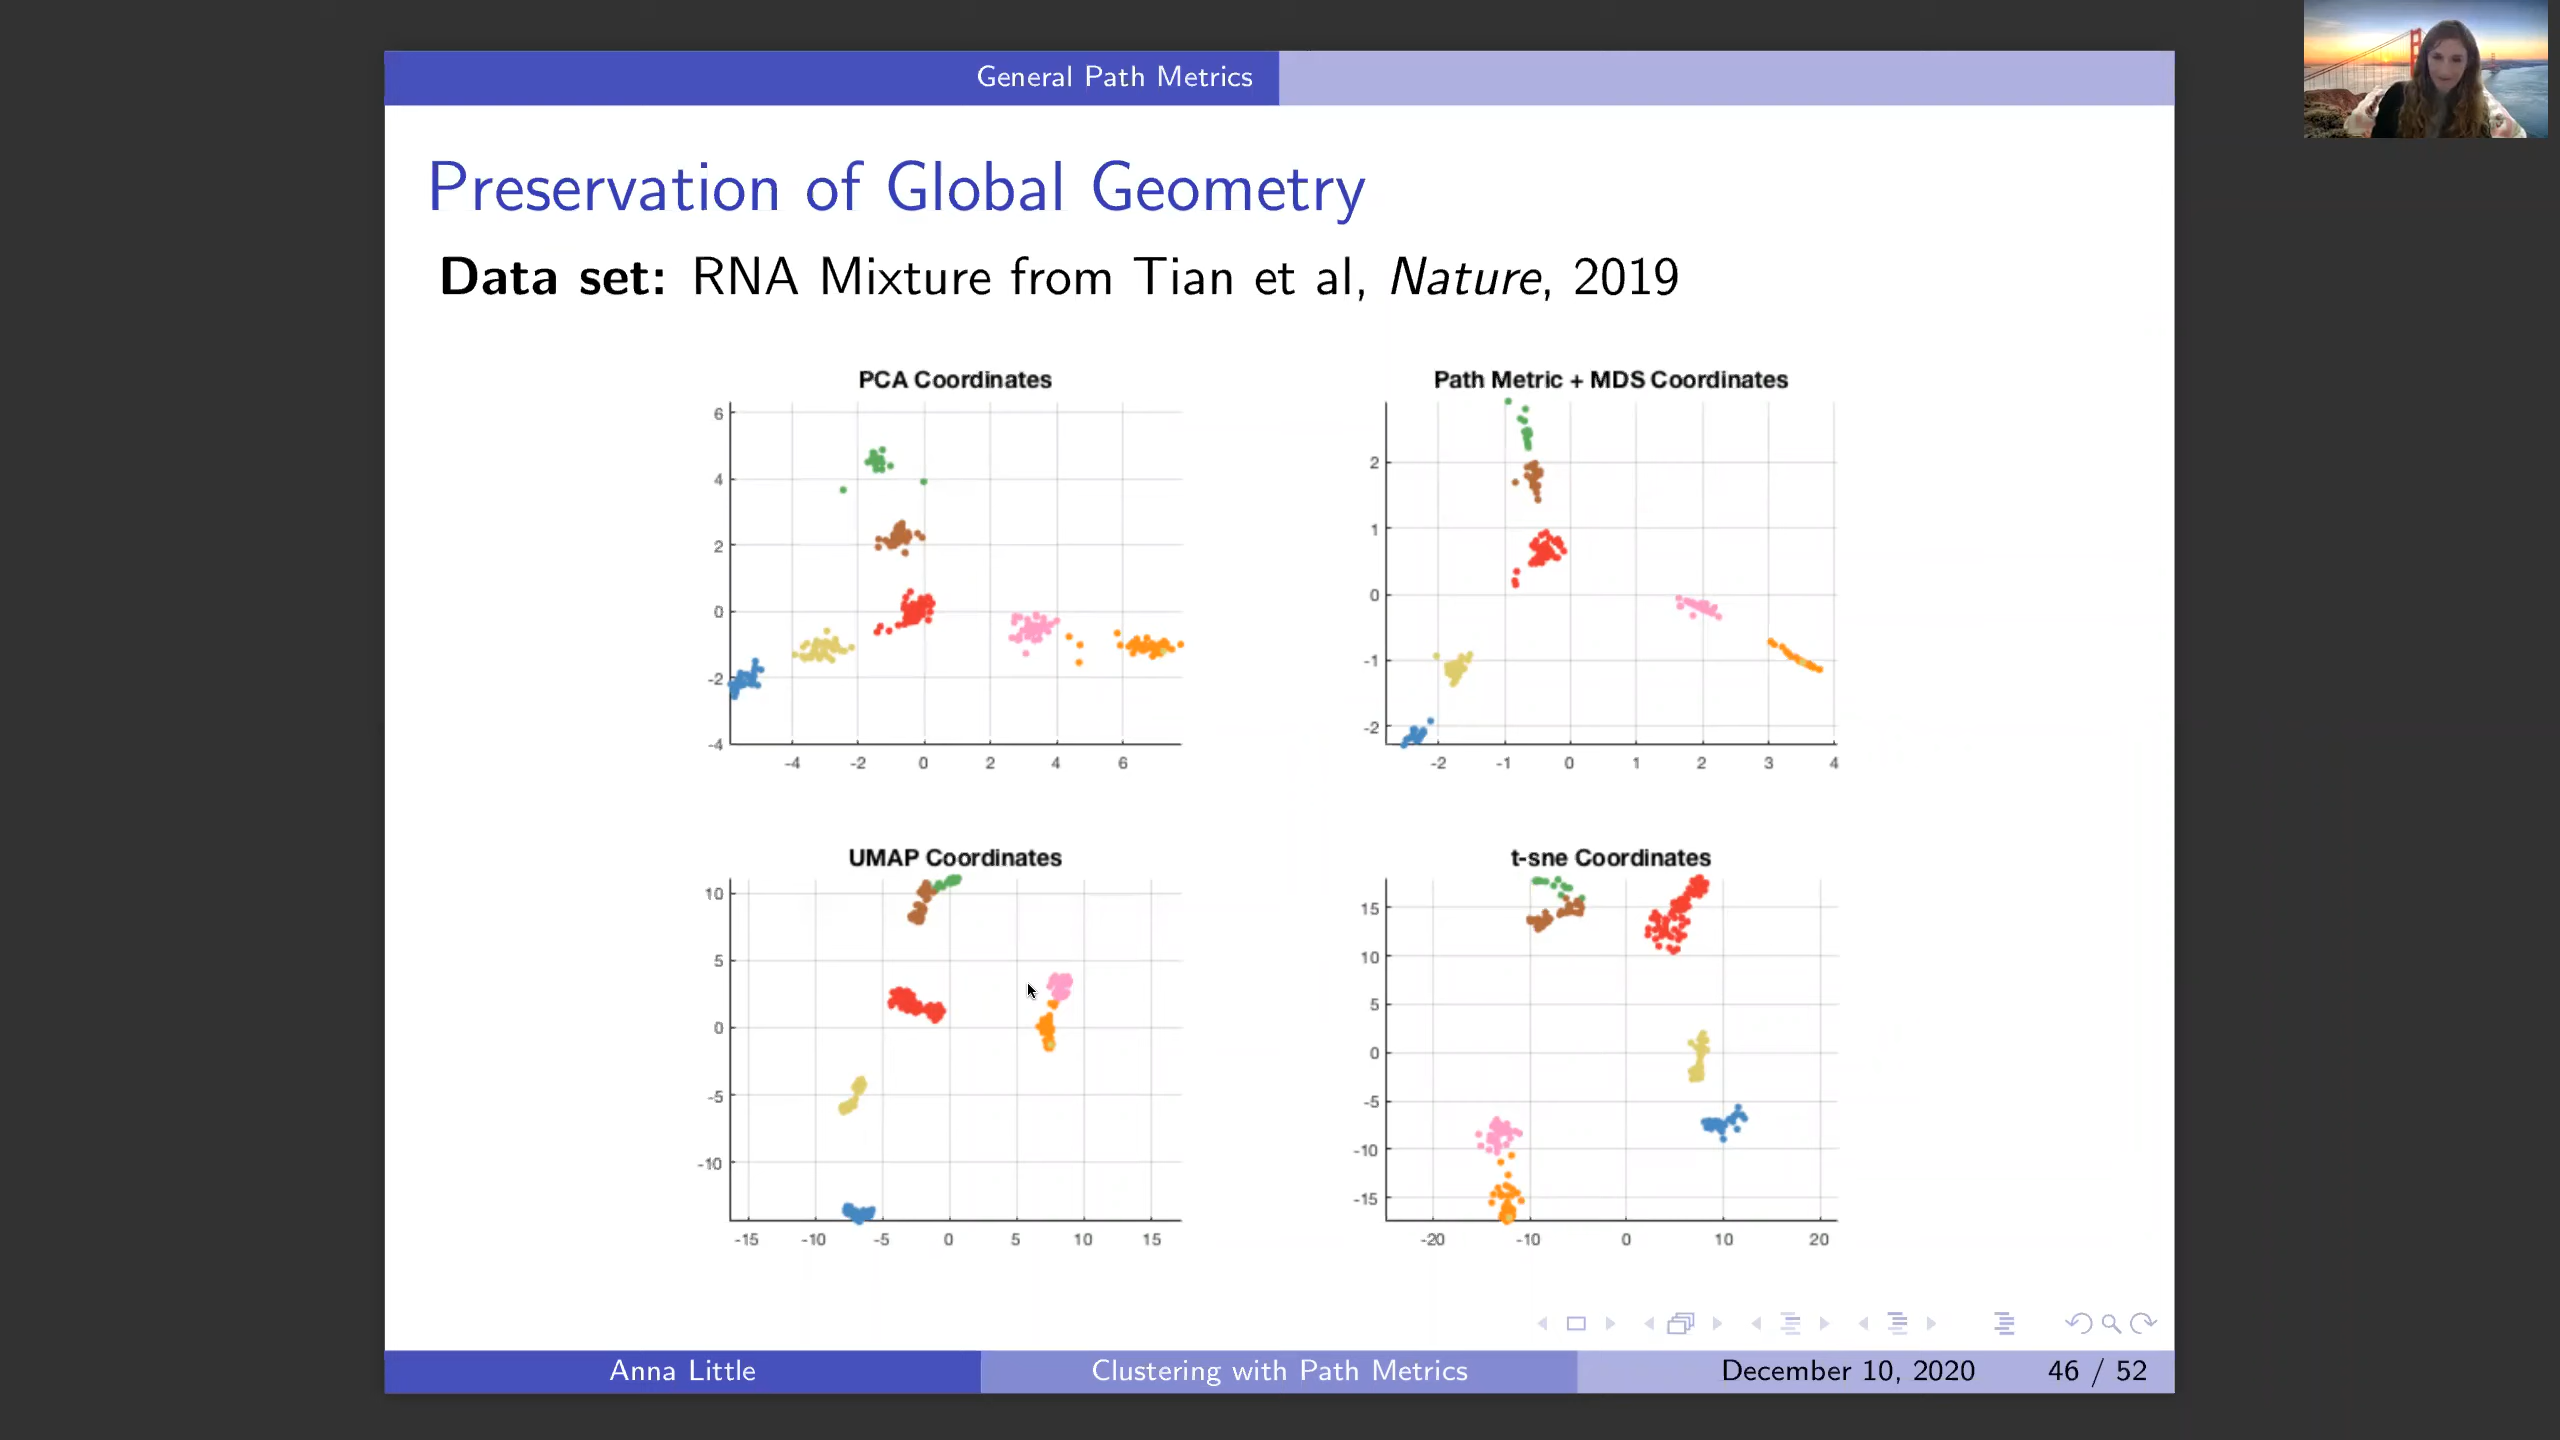 General Path Metrics
Preservation of Global Geometry
Data set: RNA Mixture from Tian et al, Nature, 2019
PCA Coordinates
6
4
2
0
-2
-4
-4 -2 0 2 4 6
Path Metric + MDS Coordinates
2
1
0
-1
-2
-2 -1 0 1 2 3 4
UMAP Coordinates
10
5
0
-5
-10
-15 -10 -5 0 5 10 15
t-sne Coordinates
15
10
5
0
-5
-10
-15
-20 -10 0 10 20
Anna Little Clustering with Path Metrics December 10, 2020 46 / 52